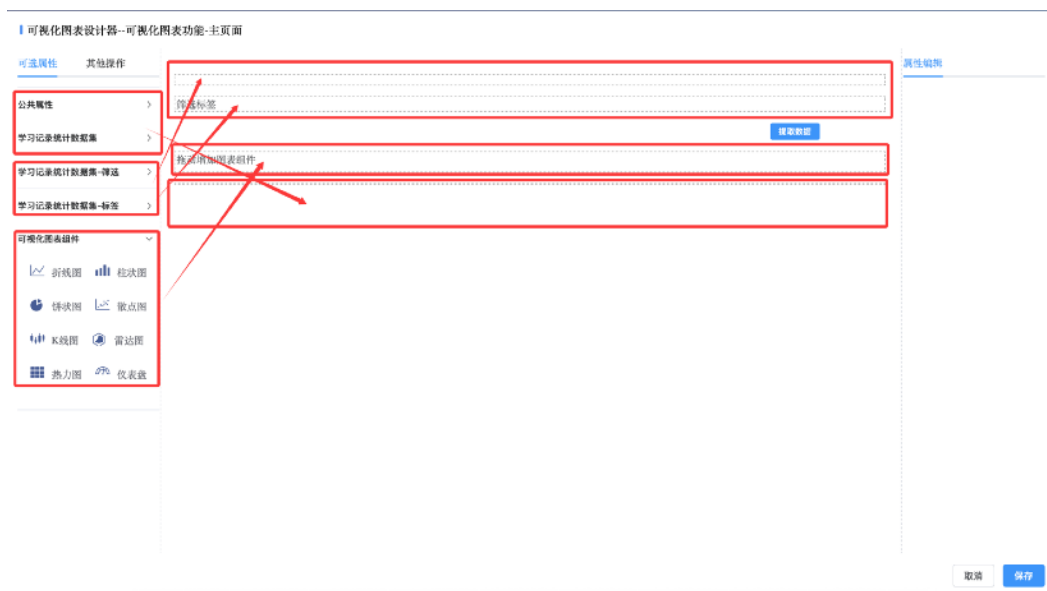 可视化图表设计器--可视化图表功能-主页面
可选属性 其他操作
属性编辑
公共属性
筛选标签
提取数据
学习记录统计数据集
拖动增加图表组件
学习记录统计数据集-筛选
学习记录统计数据集-标签
可视化图表组件
折线图 柱状图
饼状图 散点图
K线图 雷达图
热力图 仪表盘
取消 保存